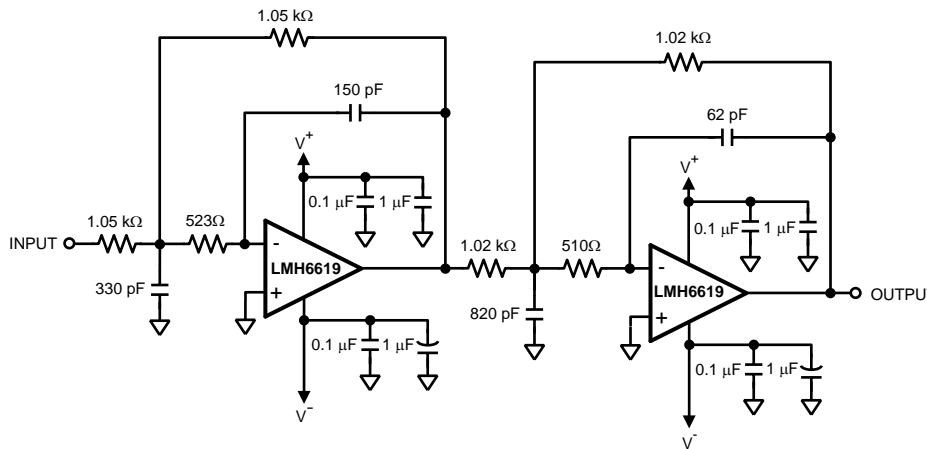 1.05 kΩ
1.02 kΩ
150 pF
62 pF
V+
V+
0.1 µF
1 µF
0.1 µF
1 µF
INPUT
1.05 kΩ
523Ω
-
LMH6619
+
330 pF
1.02 kΩ
510Ω
-
LMH6619
+
820 pF
OUTPU
0.1 µF
1 µF
0.1 µF
1 µF
V-
V-